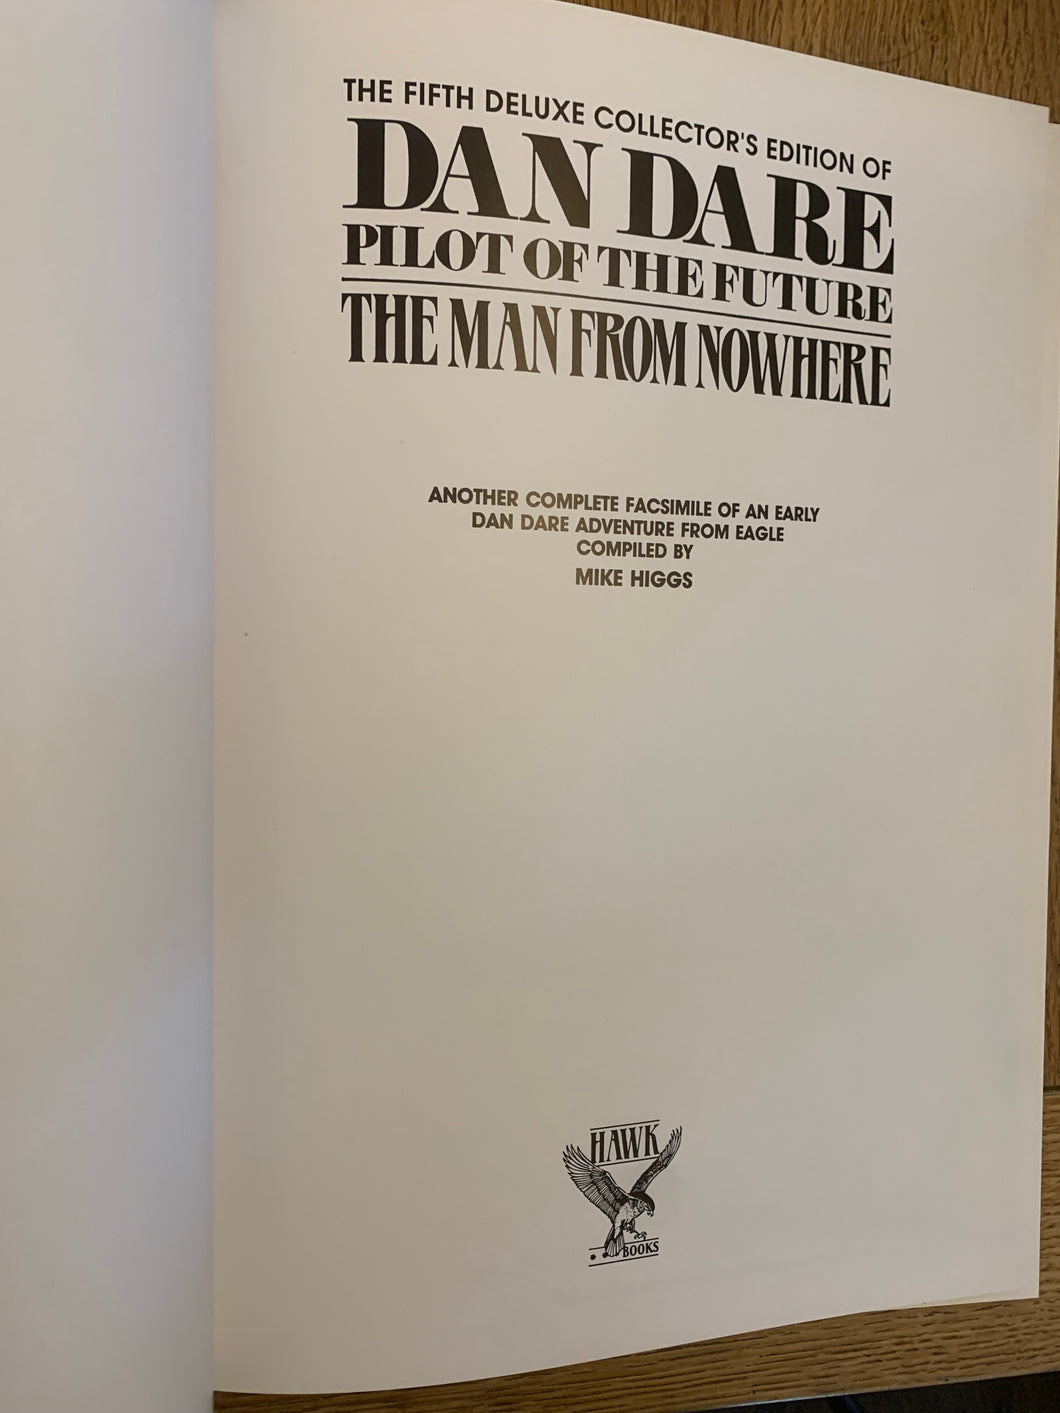 THE FIFTH DELUXE COLLECTOR'S EDITION OF
DAN DARE
PILOT OF THE FUTURE
THE MAN FROM NOWHERE
ANOTHER COMPLETE FACSIMILE OF AN EARLY
DAN DARE ADVENTURE FROM EAGLE
COMPILED BY
MIKE HIGGS
HAWK
BOOKS